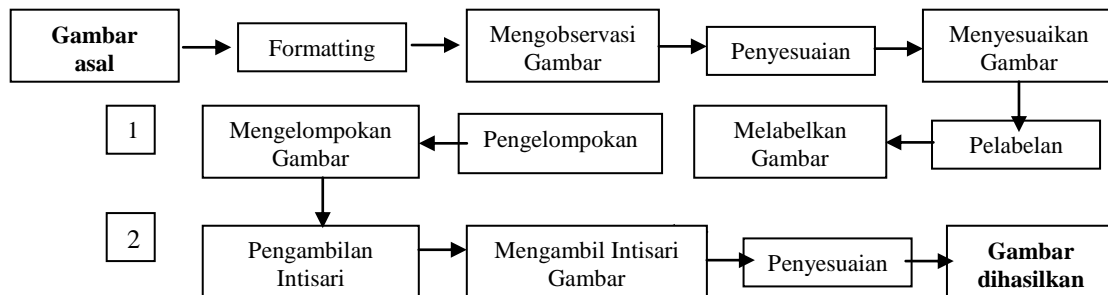 Gambar
asal
Formatting
Mengobservasi
Gambar
Penyesuaian
Menyesuaikan
Gambar
1
Mengelompokan
Gambar
Pengelompokan
Melabelkan
Gambar
Pelabelan
2
Pengambilan
Intisari
Mengambil Intisari
Gambar
Penyesuaian
Gambar
dihasilkan